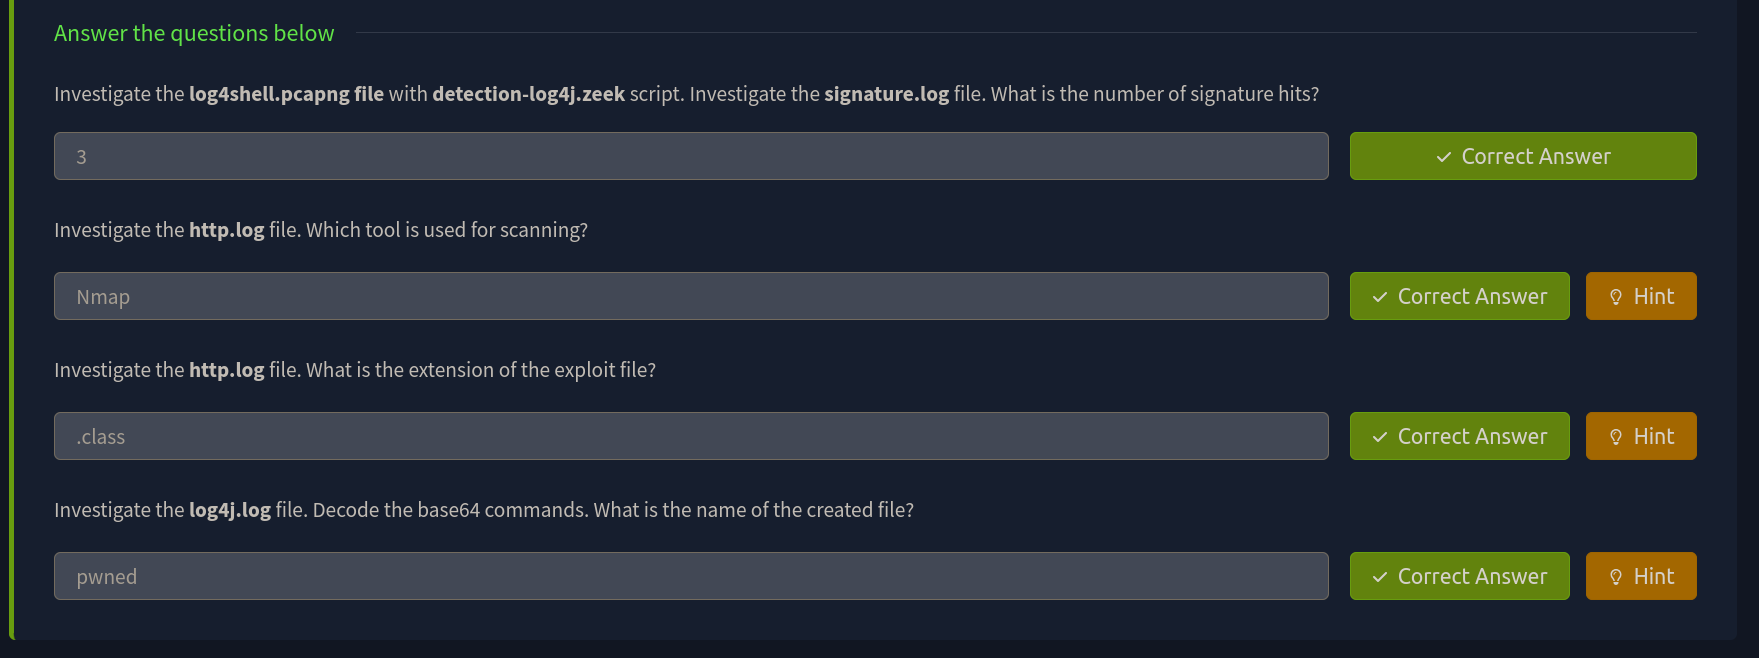 Answer the questions below
Investigate the log4shell.pcapng file with detection-log4j.zeek script. Investigate the signature.log file. What is the number of signature hits?
3
Correct Answer
Investigate the http.log file. Which tool is used for scanning?
Nmap
Correct Answer
Hint
Investigate the http.log file. What is the extension of the exploit file?
.class
Correct Answer
Hint
Investigate the log4j.log file. Decode the base64 commands. What is the name of the created file?
pwned
Correct Answer
Hint